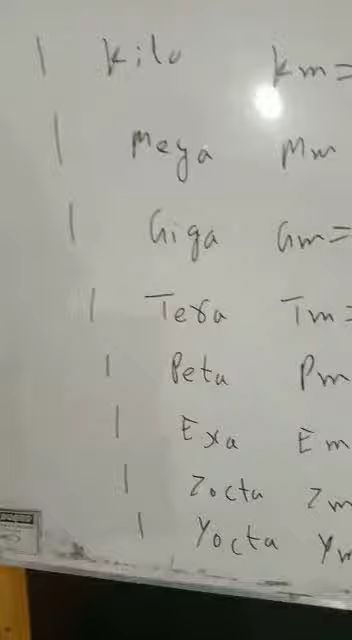 1 Kilo Km=
1 Mega Mm
1 Giga Gm=
1 Tera Tm=
1 Peta Pm
1 Exa Em
1 Zocta Zm
1 Yocta Ym